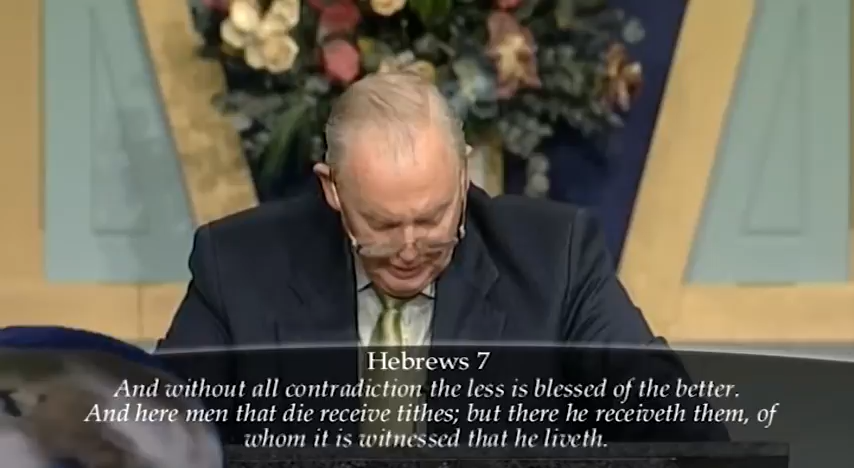 Hebrews 7
And without all contradiction the less is blessed of the better.
And here men that die receive tithes; but there he receiveth them, of
whom it is witnessed that he liveth.